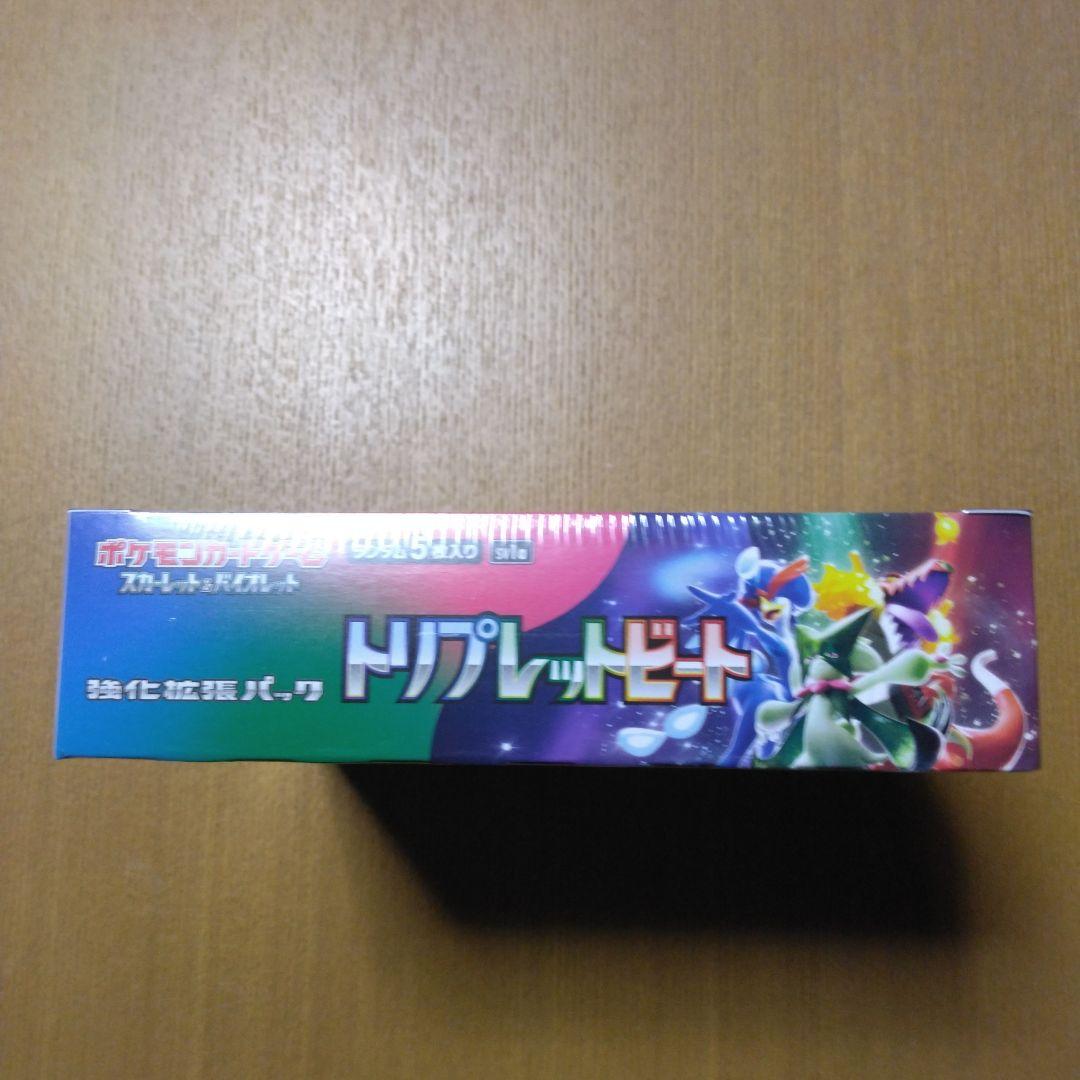 ポケモンカードゲーム
スカーレット&バイオレット
ランダム5枚入り sv1a
強化拡張パック トリプレットビート